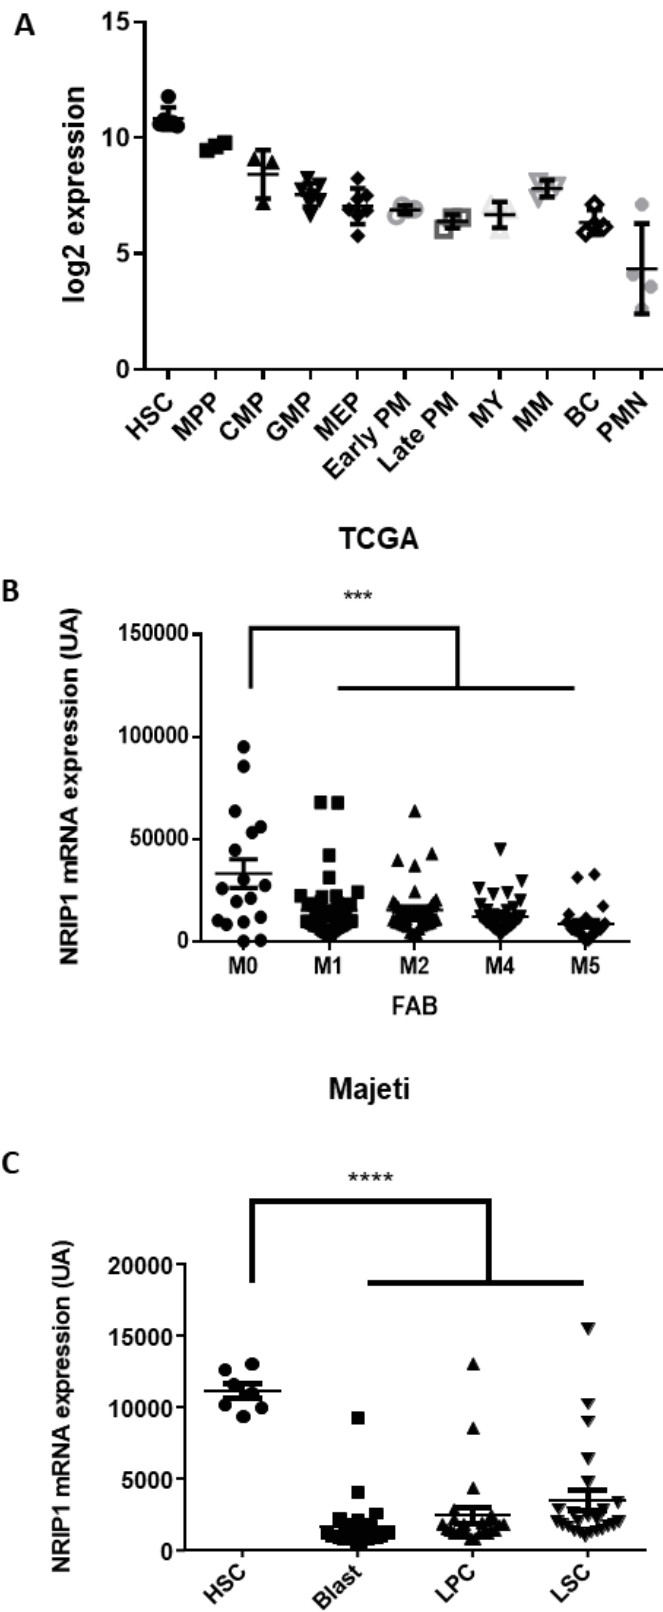 A
15
10
5
0
log2 expression
HSC
MPP
CMP
GMP
MEP
Early PM
Late PM
MY
MM
BC
PMN
TCGA
B
***
150000
100000
50000
0
NRIP1 mRNA expression (UA)
M0
M1
M2
M4
M5
FAB
Majeti
C
****
20000
15000
10000
5000
0
NRIP1 mRNA expression (UA)
HSC
Blast
LPC
LSC